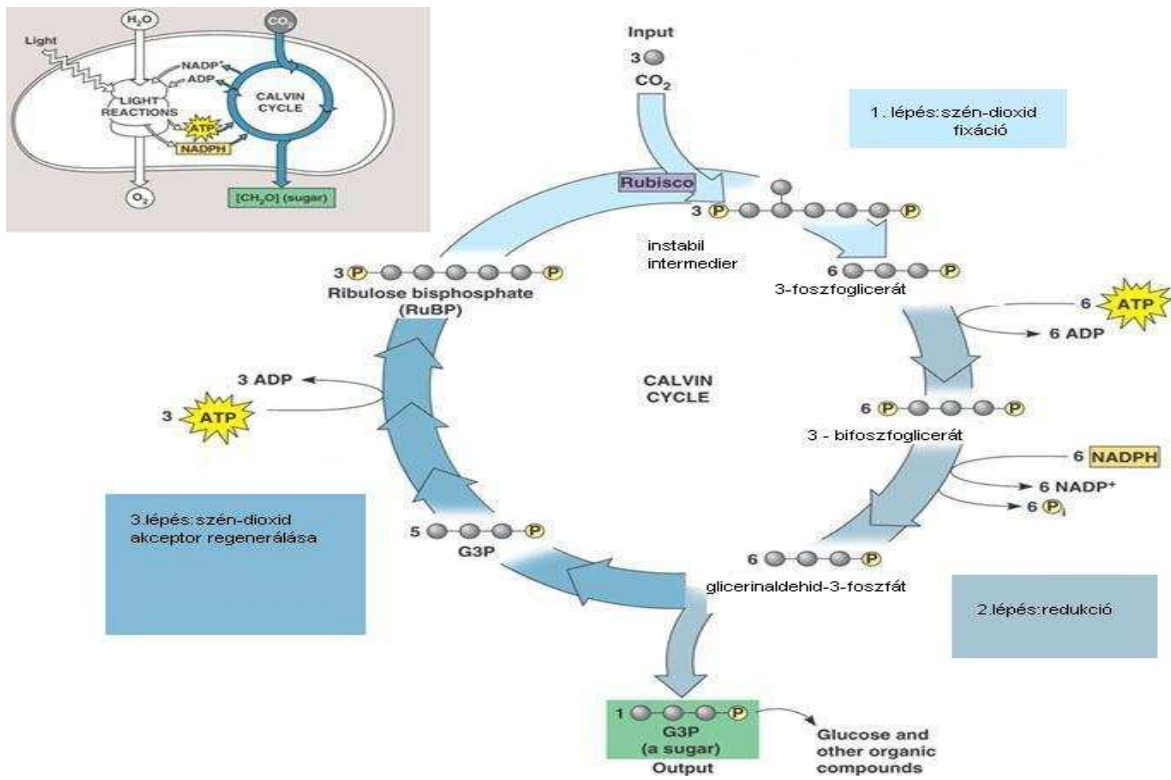 H₂O
CO₂
Light
NADP⁺
ADP
LIGHT
REACTIONS
CALVIN
CYCLE
ATP
NADPH
O₂
[CH₂O] (sugar)
Input
3
CO₂
1. lépés:szén-dioxid
fixáció
Rubisco
3 P P
instabil
intermedier
6 P
3-foszfoglicerát
6 ATP
6 ADP
6 P P
3 - bifoszfoglicerát
6 NADPH
6 NADP⁺
6 Pi
6 P
glicerinaldehid-3-foszfát
2.lépés:redukció
CALVIN
CYCLE
3 P P
Ribulose bisphosphate
(RuBP)
3 ADP
3 ATP
3.lépés:szén-dioxid
akceptor regenerálása
5 P
G3P
1 P
G3P
(a sugar)
Output
Glucose and
other organic
compounds